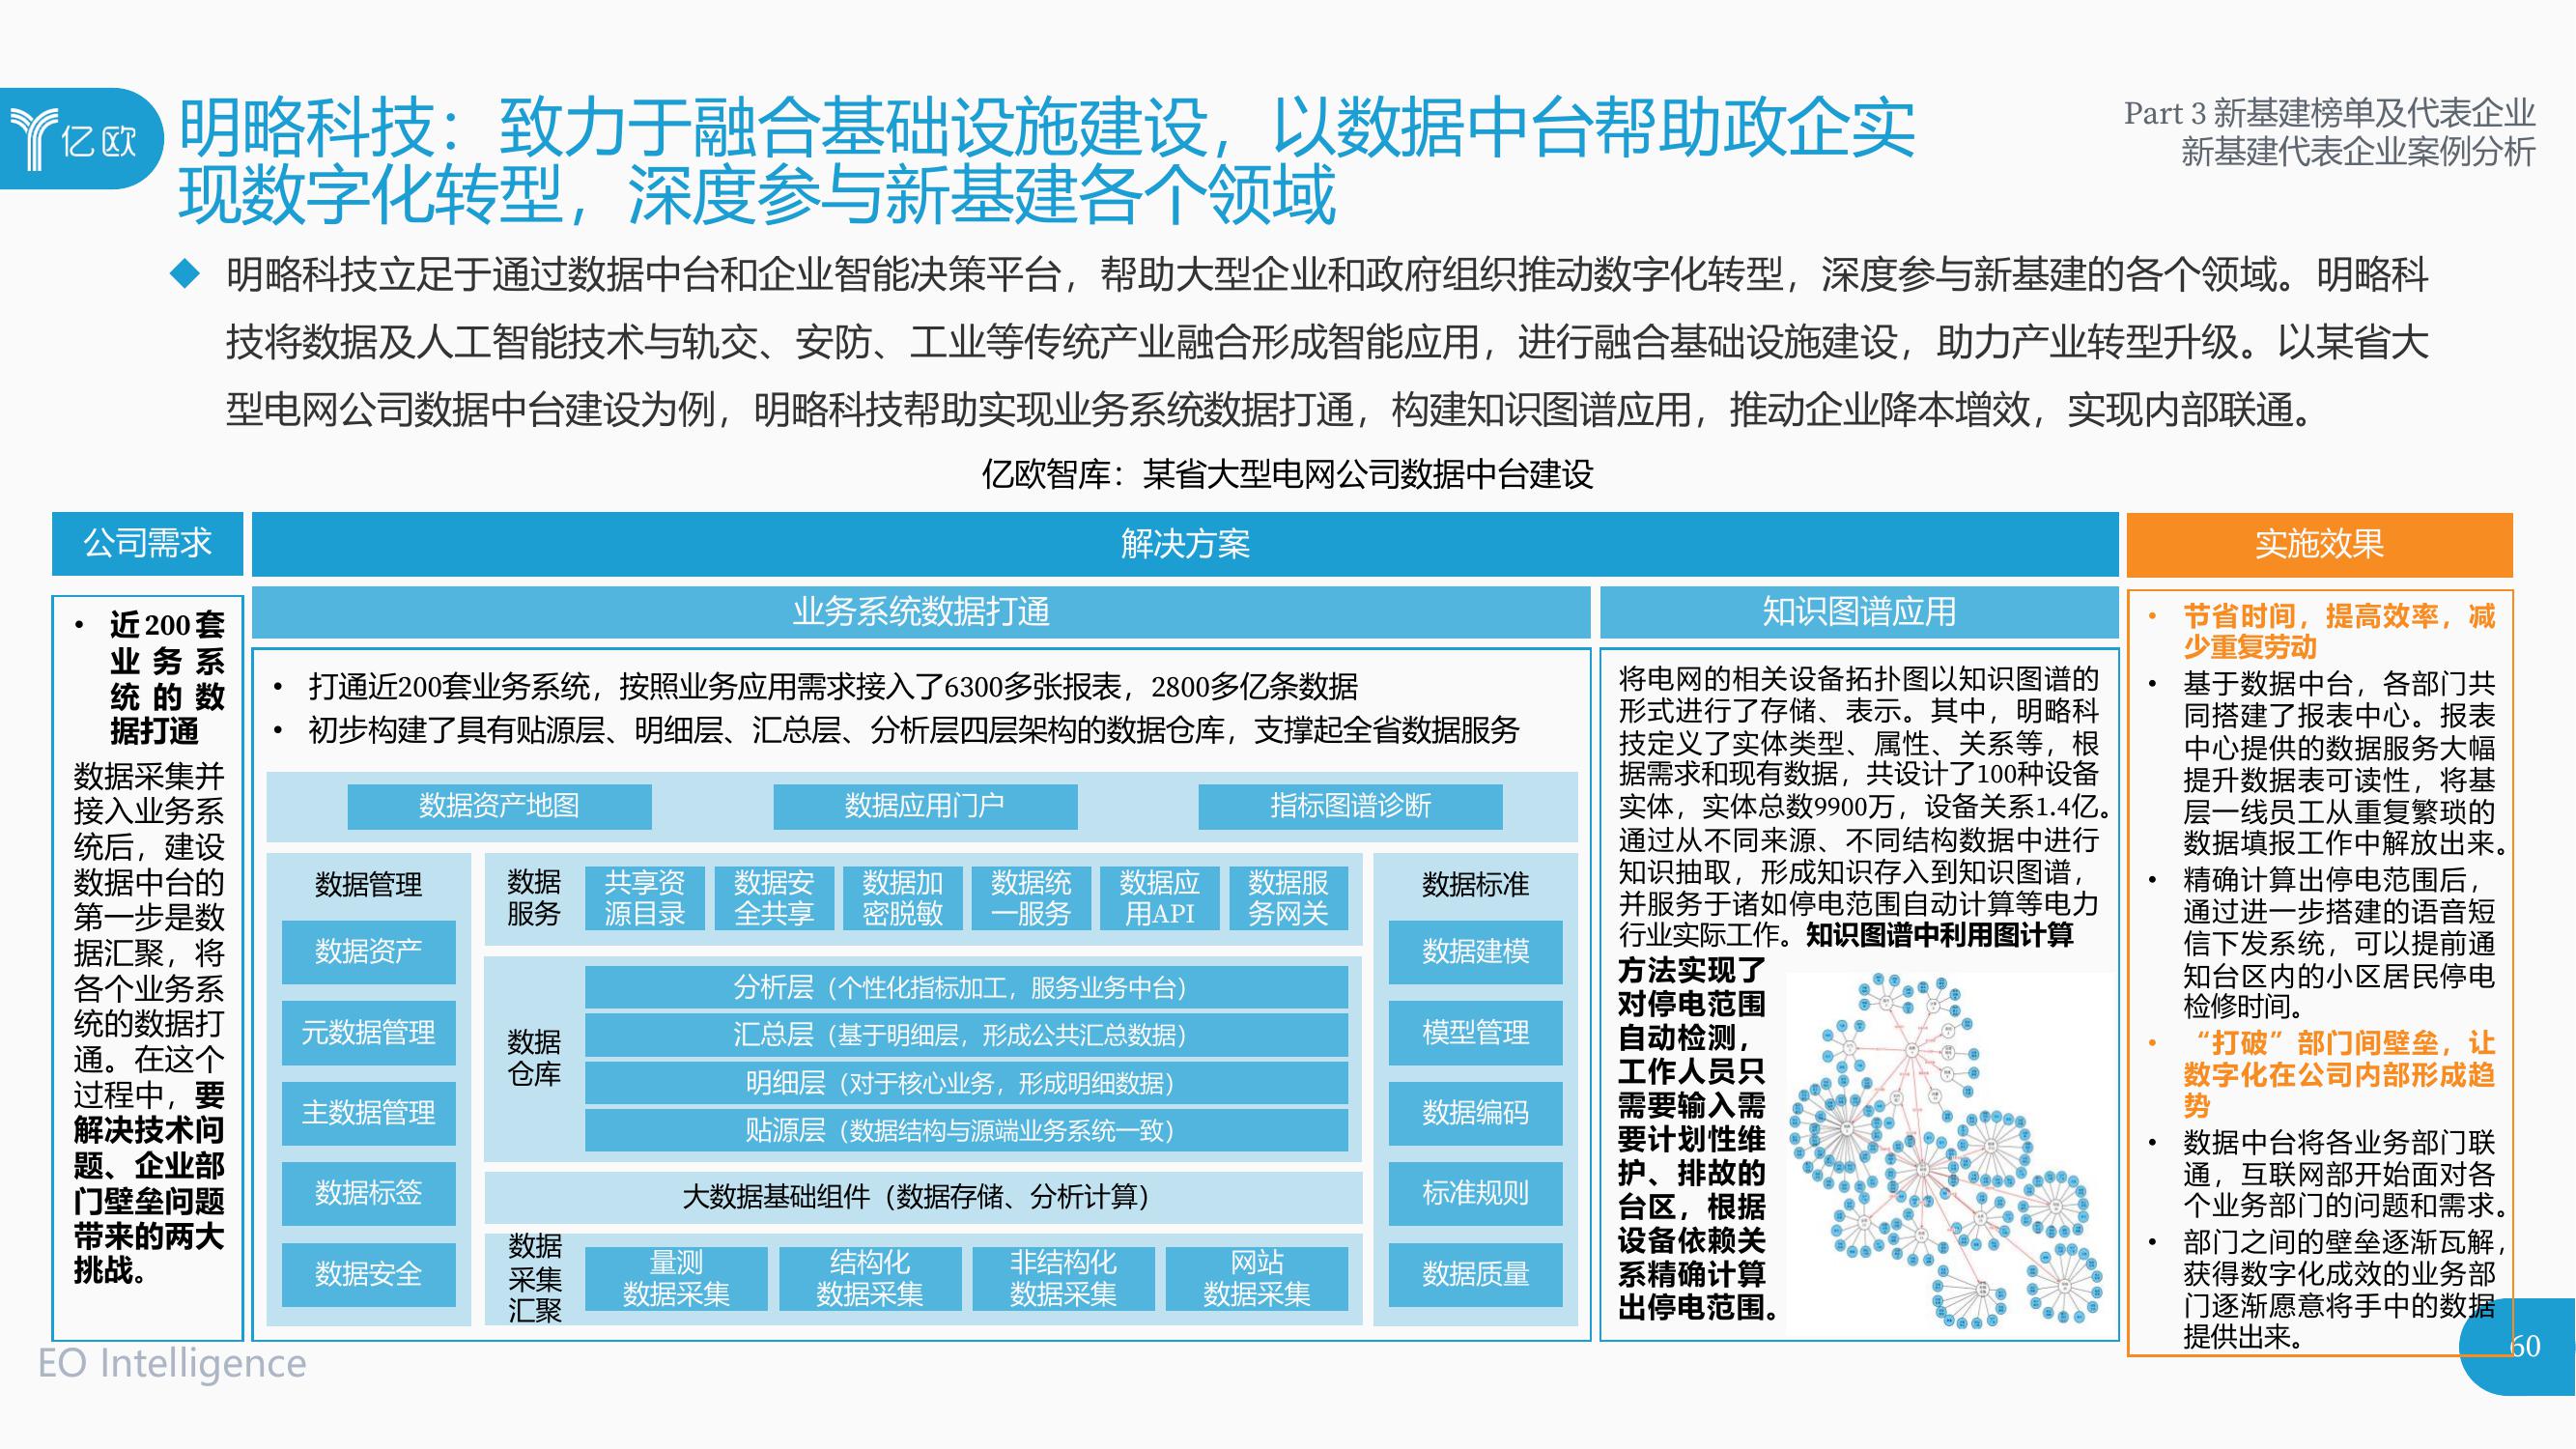 亿欧
明略科技：致力于融合基础设施建设，以数据中台帮助政企实
现数字化转型，深度参与新基建各个领域
Part 3 新基建榜单及代表企业
新基建代表企业案例分析
明略科技立足于通过数据中台和企业智能决策平台，帮助大型企业和政府组织推动数字化转型，深度参与新基建的各个领域。明略科
技将数据及人工智能技术与轨交、安防、工业等传统产业融合形成智能应用，进行融合基础设施建设，助力产业转型升级。以某省大
型电网公司数据中台建设为例，明略科技帮助实现业务系统数据打通，构建知识图谱应用，推动企业降本增效，实现内部联通。
亿欧智库：某省大型电网公司数据中台建设
公司需求
• 近200套
业务系
统的数
据打通
数据采集并
接入业务系
统后，建设
数据中台的
第一步是数
据汇聚，将
各个业务系
统的数据打
通。在这个
过程中，要
解决技术问
题、企业部
门壁垒问题
带来的两大
挑战。
解决方案
业务系统数据打通
• 打通近200套业务系统，按照业务应用需求接入了6300多张报表，2800多亿条数据
• 初步构建了具有贴源层、明细层、汇总层、分析层四层架构的数据仓库，支撑起全省数据服务
数据资产地图
数据应用门户
指标图谱诊断
数据管理
数据资产
元数据管理
主数据管理
数据标签
数据安全
数据
服务
共享资
源目录
数据安
全共享
数据加
密脱敏
数据统
一服务
数据应
用API
数据服
务网关
数据
仓库
分析层（个性化指标加工，服务业务中台）
汇总层（基于明细层，形成公共汇总数据）
明细层（对于核心业务，形成明细数据）
贴源层（数据结构与源端业务系统一致）
大数据基础组件（数据存储、分析计算）
数据
采集
汇聚
量测
数据采集
结构化
数据采集
非结构化
数据采集
网站
数据采集
数据标准
数据建模
模型管理
数据编码
标准规则
数据质量
知识图谱应用
将电网的相关设备拓扑图以知识图谱的
形式进行了存储、表示。其中，明略科
技定义了实体类型、属性、关系等，根
据需求和现有数据，共设计了100种设备
实体，实体总数9900万，设备关系1.4亿。
通过从不同来源、不同结构数据中进行
知识抽取，形成知识存入到知识图谱，
并服务于诸如停电范围自动计算等电力
行业实际工作。知识图谱中利用图计算
方法实现了
对停电范围
自动检测，
工作人员只
需要输入需
要计划性维
护、排故的
台区，根据
设备依赖关
系精确计算
出停电范围。
实施效果
• 节省时间，提高效率，减
少重复劳动
• 基于数据中台，各部门共
同搭建了报表中心。报表
中心提供的数据服务大幅
提升数据表可读性，将基
层一线员工从重复繁琐的
数据填报工作中解放出来。
• 精确计算出停电范围后，
通过进一步搭建的语音短
信下发系统，可以提前通
知台区内的小区居民停电
检修时间。
• “打破”部门间壁垒，让
数字化在公司内部形成趋
势
• 数据中台将各业务部门联
通，互联网部开始面对各
个业务部门的问题和需求。
• 部门之间的壁垒逐渐瓦解，
获得数字化成效的业务部
门逐渐愿意将手中的数据
提供出来。
EO Intelligence
60